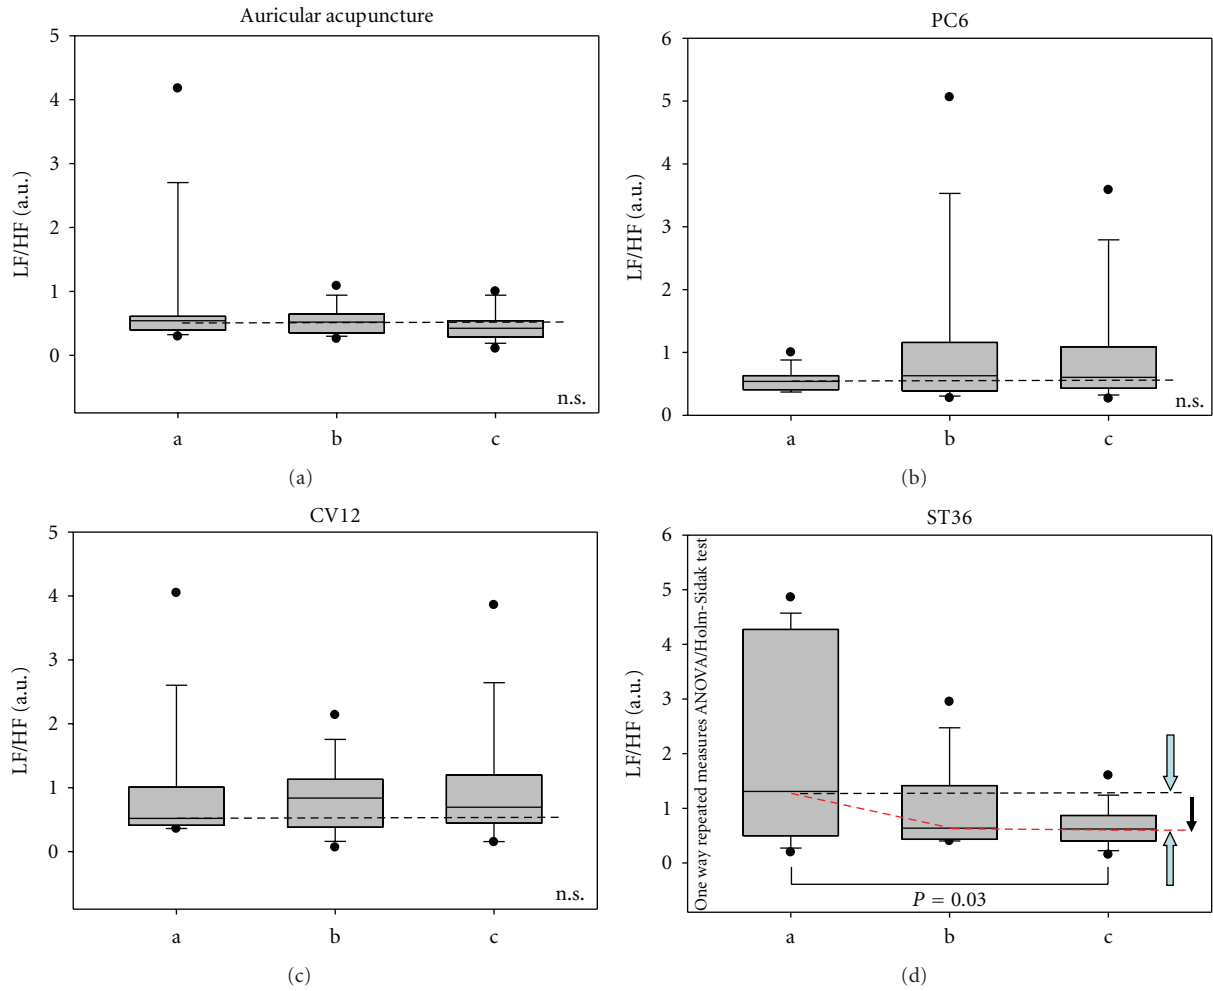 Auricular acupuncture
5
4
3
2
1
0
LF/HF (a.u.)
n.s.
a b c
(a)
PC6
6
5
4
3
2
1
0
LF/HF (a.u.)
n.s.
a b c
(b)
CV12
5
4
3
2
1
0
LF/HF (a.u.)
n.s.
a b c
(c)
ST36
6
5
4
3
2
1
0
LF/HF (a.u.)
One way repeated measures ANOVA/Holm-Sidak test
P = 0.03
a b c
(d)